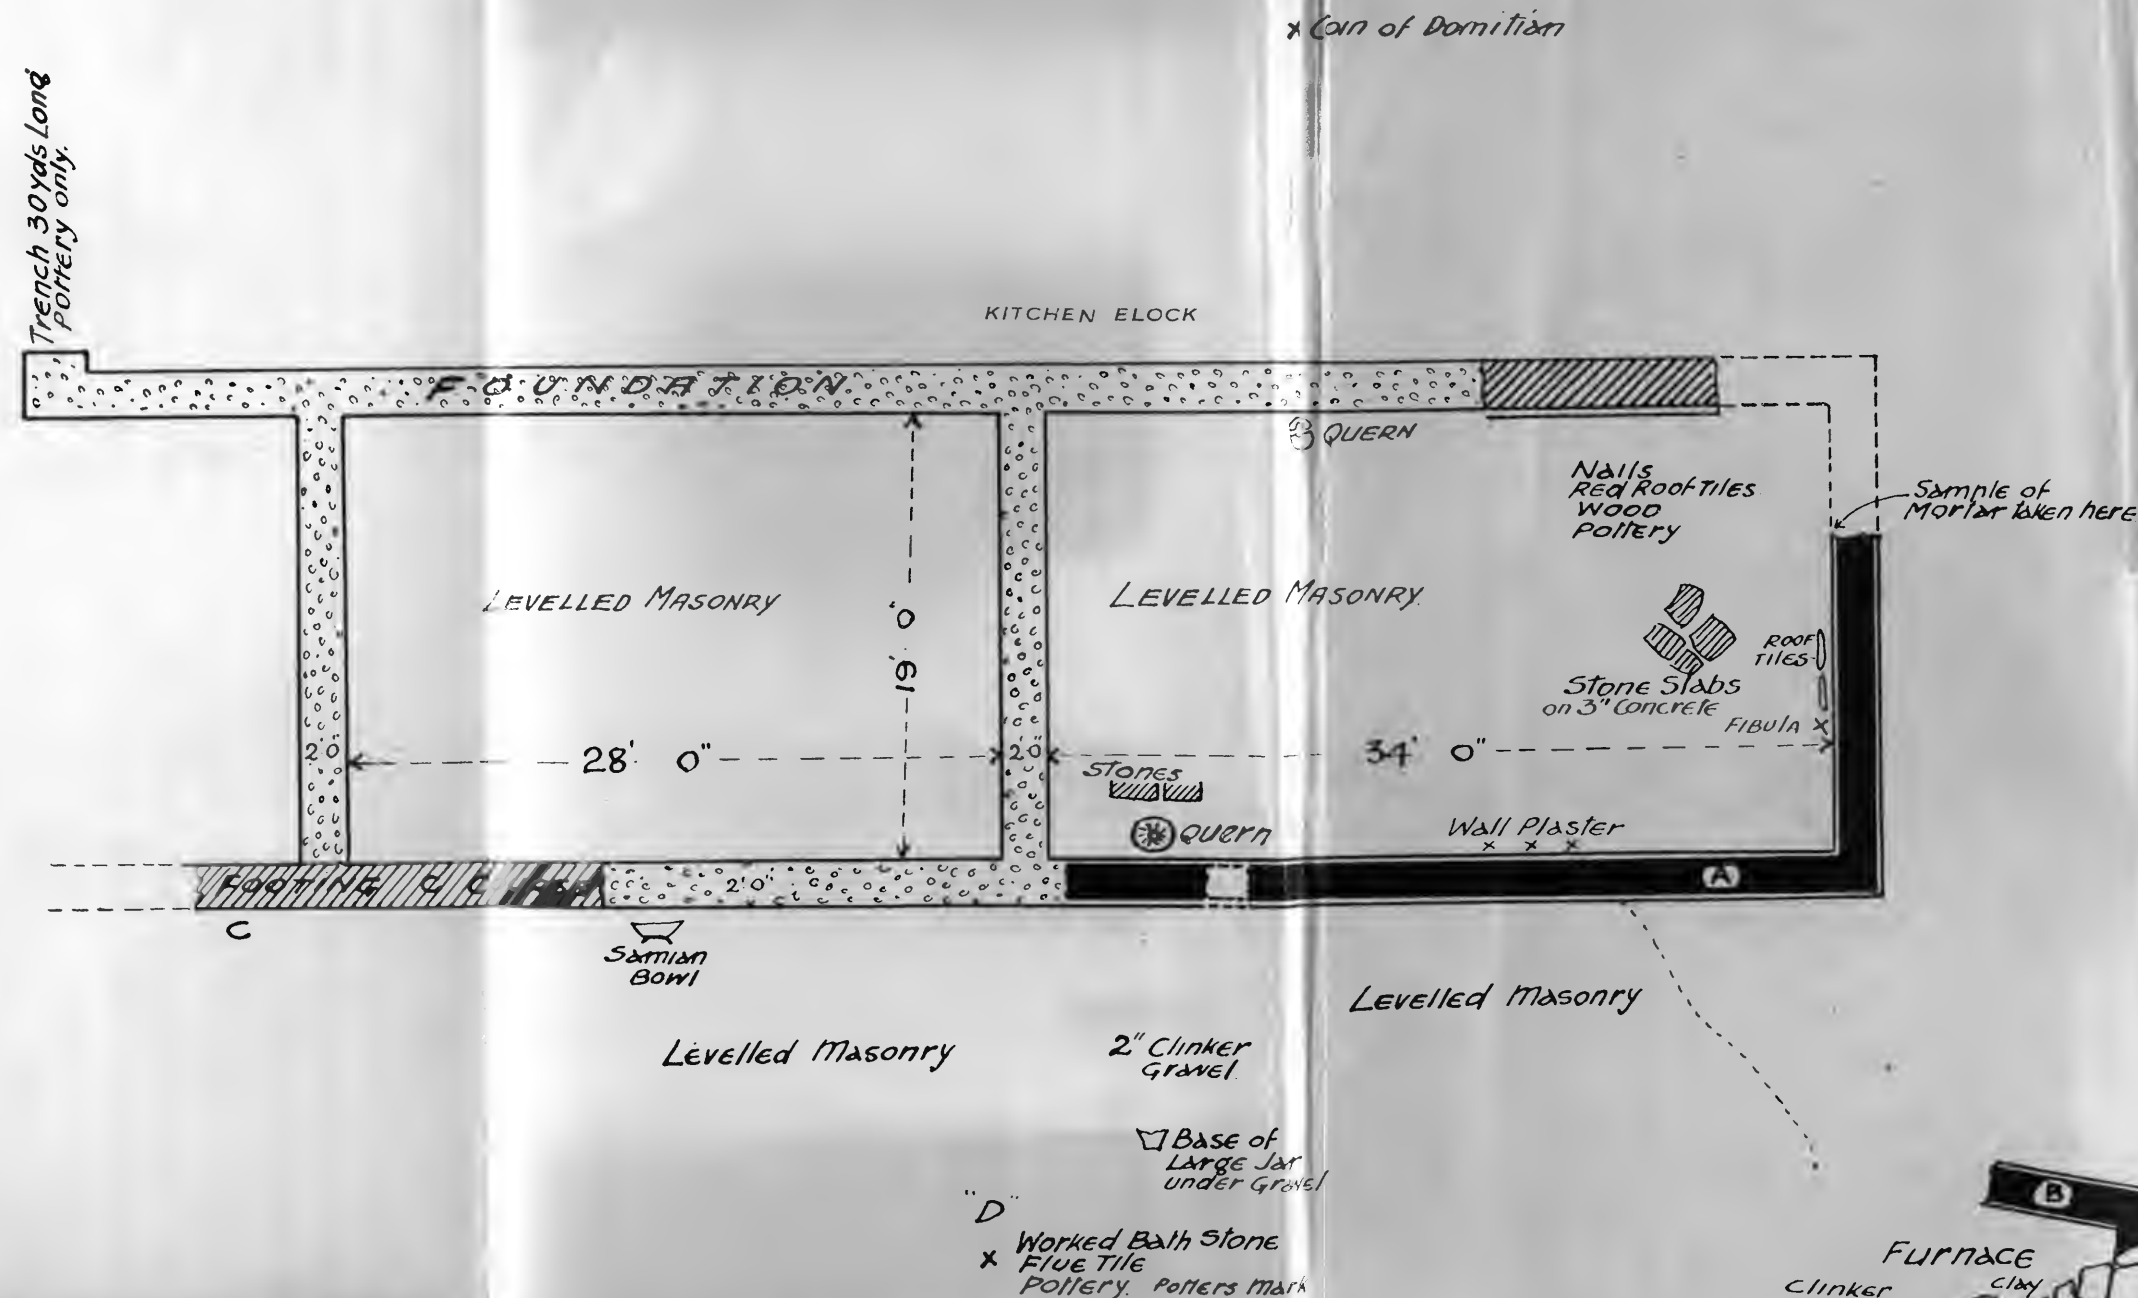 x Coin of Domitian
Trench 30 yds Long
Pottery only.
KITCHEN ELOCK
FOUNDATION
QUERN
Nails
Red Roof Tiles
Wood
Pottery
Sample of
Mortar taken here
LEVELLED MASONRY
LEVELLED MASONRY.
19' 0"
ROOF
TILES
Stone Slabs
on 3" Concrete
FIBULA x
2'0"
28' 0"
2'0"
34' 0"
Stones
Quern
Wall Plaster
x x x
FOOTING
2'0"
A
C
Samian
Bowl
Levelled Masonry
Levelled Masonry
2" Clinker
Gravel.
Base of
Large Jar
under Gravel
"D"
Worked Bath Stone
x Flue Tile
Pottery. Potters Mark
B
Furnace
Clinker
Clay